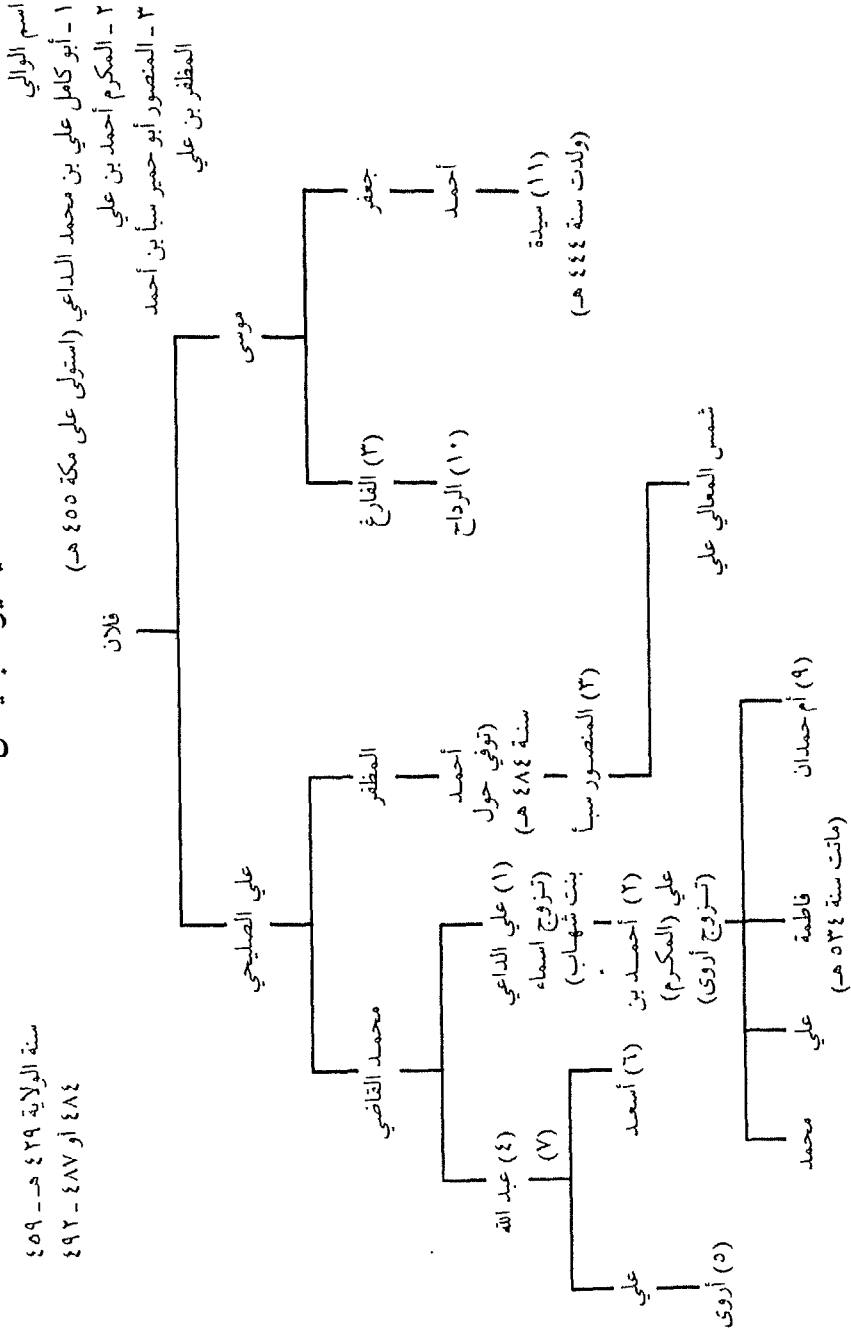 اسم الوالي
١ - أبو كامل علي بن محمد الداعي (استولى على مكة ٤٥٥ هـ)
٢ - المكرم أحمد بن علي
٣ - المنصور أبو حمير سبأ بن أحمد
المظفر بن علي
سنة الولاية ٤٢٩ هـ - ٤٥٩
٤٨٤ أو ٤٨٧ - ٤٩٢
فلان
موسى
علي الصليحي
جعفر
(٣) الفارغ
المظفر
محمد القاضي
أحمد
(١٠) الرداح
أحمد
(توفي حول
سنة ٤٨٤ هـ)
(١) علي الداعي
(تزوج اسماء
بنت شهاب)
(٤) عبد الله
(١١) سيدة
(ولدت سنة ٤٤٤ هـ)
(٣) المنصور سبأ
(٢) أحمد بن
علي (المكرم)
(تزوج أروى)
(٧)
(٦) أسعد
علي
شمس المعالي علي
(٥) أروى
(٩) أم حمدان
فاطمة
(ماتت سنة ٥٣٤ هـ)
علي
محمد